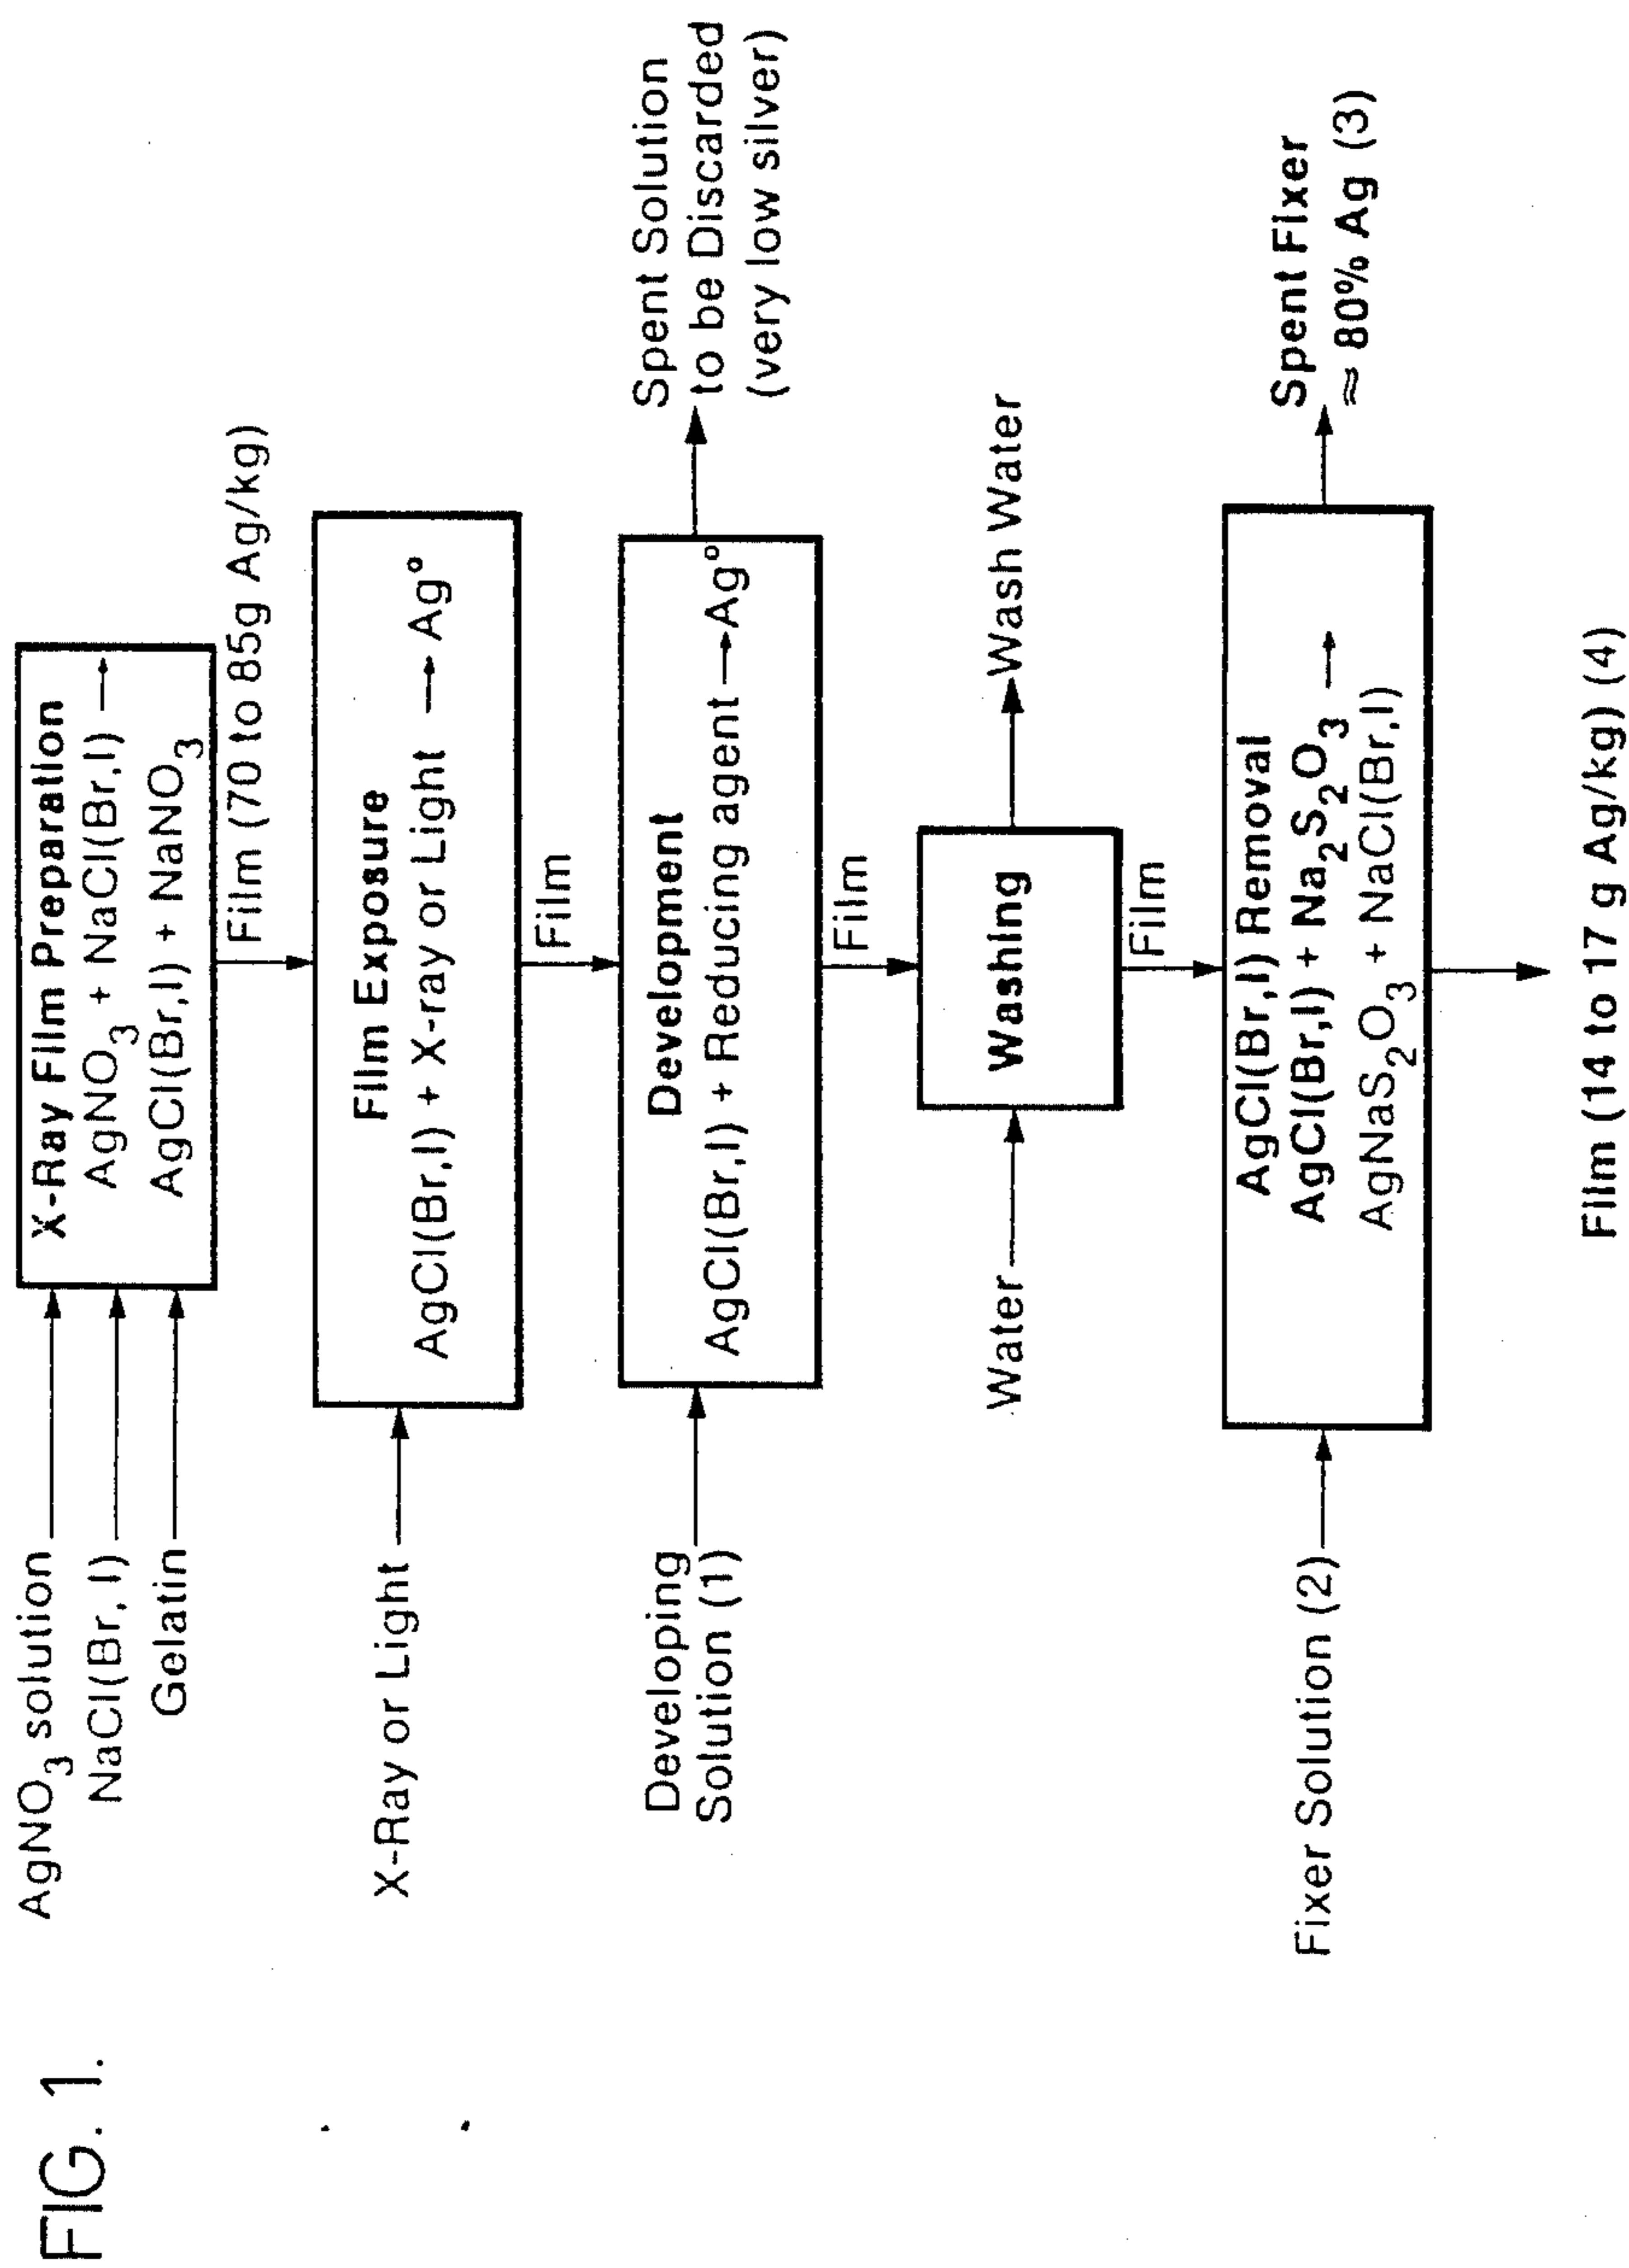 FIG. 1.
AgNO3 solution
NaCl(Br, I)
Gelatin
X-Ray Film Preparation
AgNO3 + NaCl(Br,I) →
AgCl(Br,I) + NaNO3
Film (70 to 85g Ag/kg)
X-Ray or Light
Film Exposure
AgCl(Br,I) + X-ray or Light → Ag°
Film
Developing
Solution (1)
Development
AgCl(Br,I) + Reducing agent → Ag°
Spent Solution
to be Discarded
(very low silver)
Film
Water
Washing
Wash Water
Film
Fixer Solution (2)
AgCl(Br,I) Removal
AgCl(Br,I) + Na2S2O3 →
AgNaS2O3 + NaCl(Br,I)
Spent Fixer
≈ 80% Ag (3)
Film (14 to 17 g Ag/kg) (4)